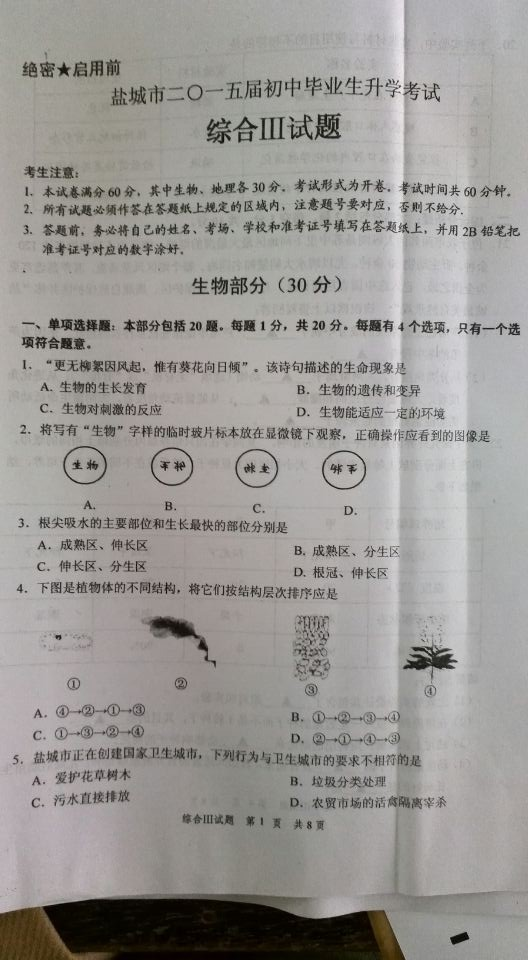 绝密★启用前
盐城市二〇一五届初中毕业生升学考试
综合III试题
考生注意：
1、本试卷满分60分，其中生物、地理各30分。考试形式为开卷。考试时间共60分钟。
2、所有试题必须作答在答题纸上规定的区域内，注意题号要对应，否则不给分。
3、答题前，务必将自己的姓名、考场、学校和准考证号填写在答题纸上，并用2B铅笔把
准考证号对应的数字涂好。
生物部分（30分）
一、单项选择题：本部分包括20题。每题1分，共20分。每题有4个选项，只有一个选
项符合题意。
1、“更无柳絮因风起，惟有葵花向日倾”。该诗句描述的生命现象是
A、生物的生长发育 B、生物的遗传和变异
C、生物对刺激的反应 D、生物能适应一定的环境
2、将写有“生物”字样的临时玻片标本放在显微镜下观察，正确操作应看到的图像是
生物
A. B. C. D.
3．根尖吸水的主要部位和生长最快的部位分别是
A．成熟区、伸长区 B. 成熟区、分生区
C．伸长区、分生区 D. 根冠、伸长区
4．下图是植物体的不同结构，将它们按结构层次排序应是
① ② ③ ④
A．④→②→①→③ B．①→②→③→④
C．①→③→②→④ D、②→①→④→③
5．盐城市正在创建国家卫生城市，下列行为与卫生城市的要求不相符的是
A．爱护花草树木 B．垃圾分类处理
C．污水直接排放 D．农贸市场的活禽隔离宰杀
综合III试题 第 1 页 共 8 页